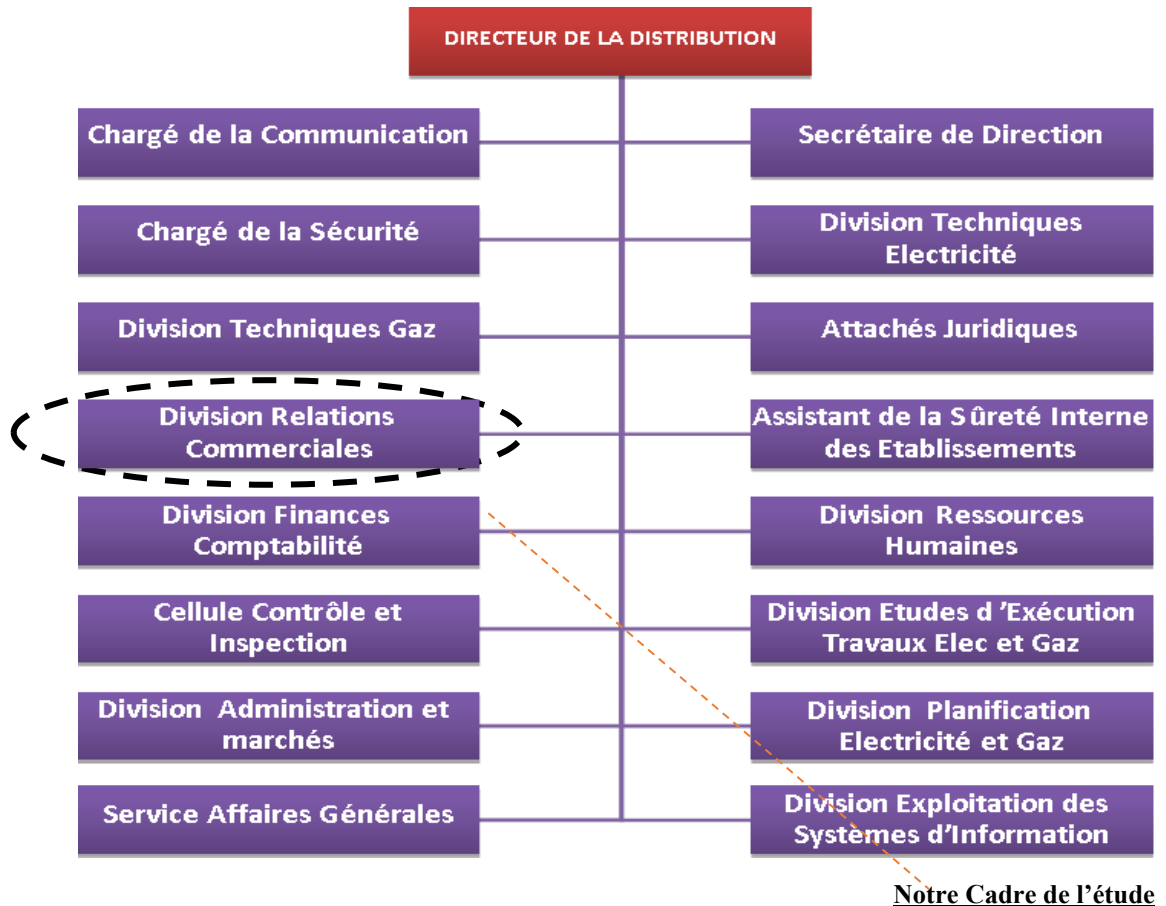 DIRECTEUR DE LA DISTRIBUTION
Chargé de la Communication
Secrétaire de Direction
Chargé de la Sécurité
Division Techniques
Electricité
Division Techniques Gaz
Attachés Juridiques
Division Relations
Commerciales
Assistant de la Sûreté Interne
des Etablissements
Division Finances
Comptabilité
Division Ressources
Humaines
Cellule Contrôle et
Inspection
Division Etudes d ’Exécution
Travaux Elec et Gaz
Division Administration et
marchés
Division Planification
Electricité et Gaz
Service Affaires Générales
Division Exploitation des
Systèmes d’Information
Notre Cadre de l’étude